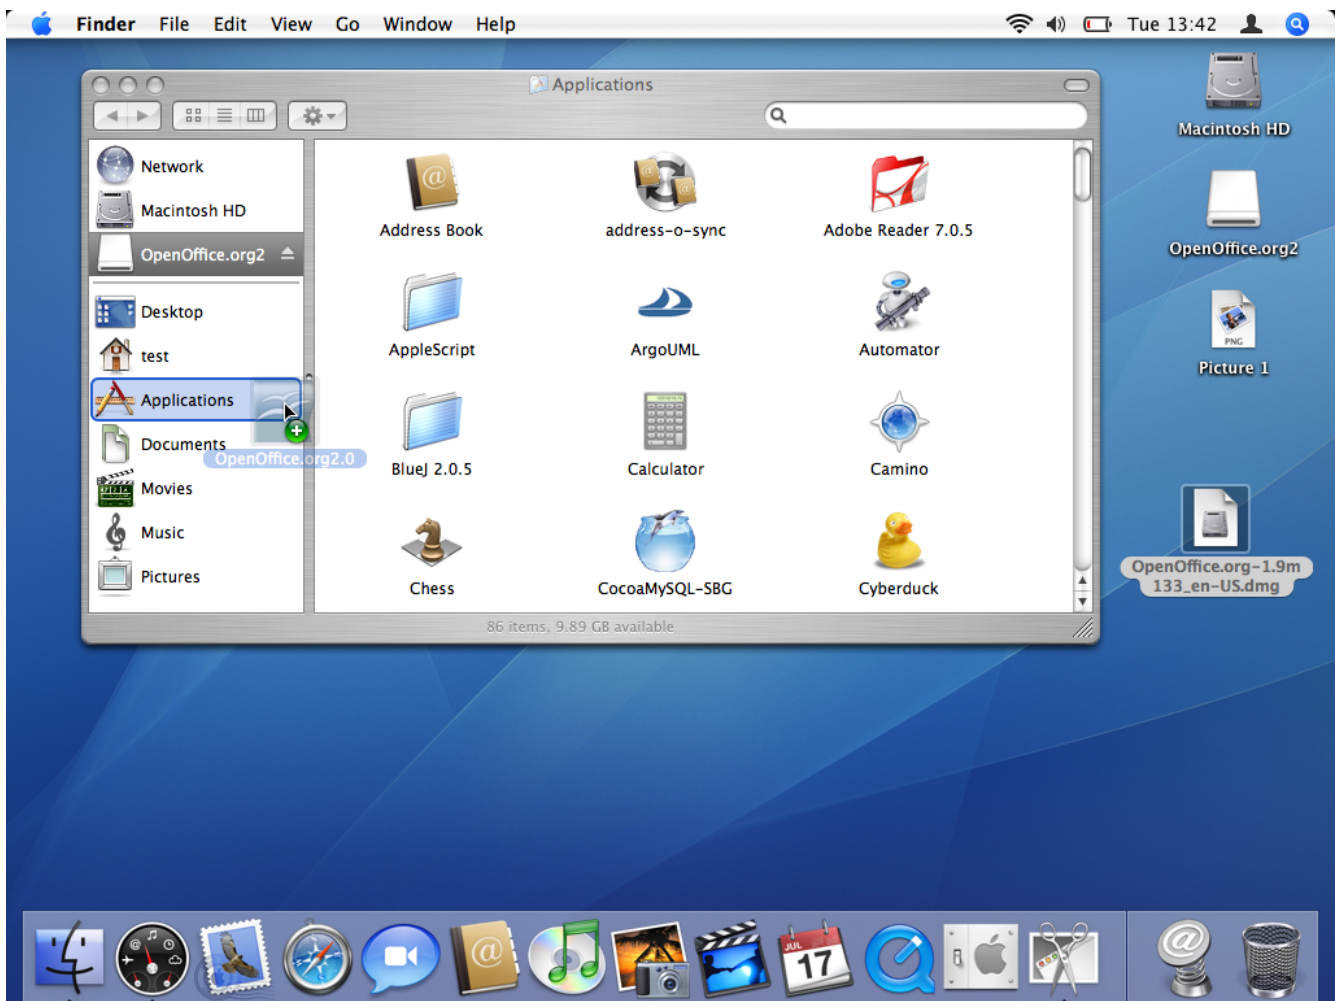 Finder File Edit View Go Window Help Tue 13:42
Applications
Network
Macintosh HD
OpenOffice.org2
Desktop
test
Applications
Documents
OpenOffice.org2.0
Movies
Music
Pictures
Address Book address-o-sync Adobe Reader 7.0.5
AppleScript ArgoUML Automator
BlueJ 2.0.5 Calculator Camino
Chess CocoaMySQL-SBG Cyberduck
86 items, 9.89 GB available
Macintosh HD
OpenOffice.org2
PNG
Picture 1
OpenOffice.org-1.9m
133_en-US.dmg
JUL
17